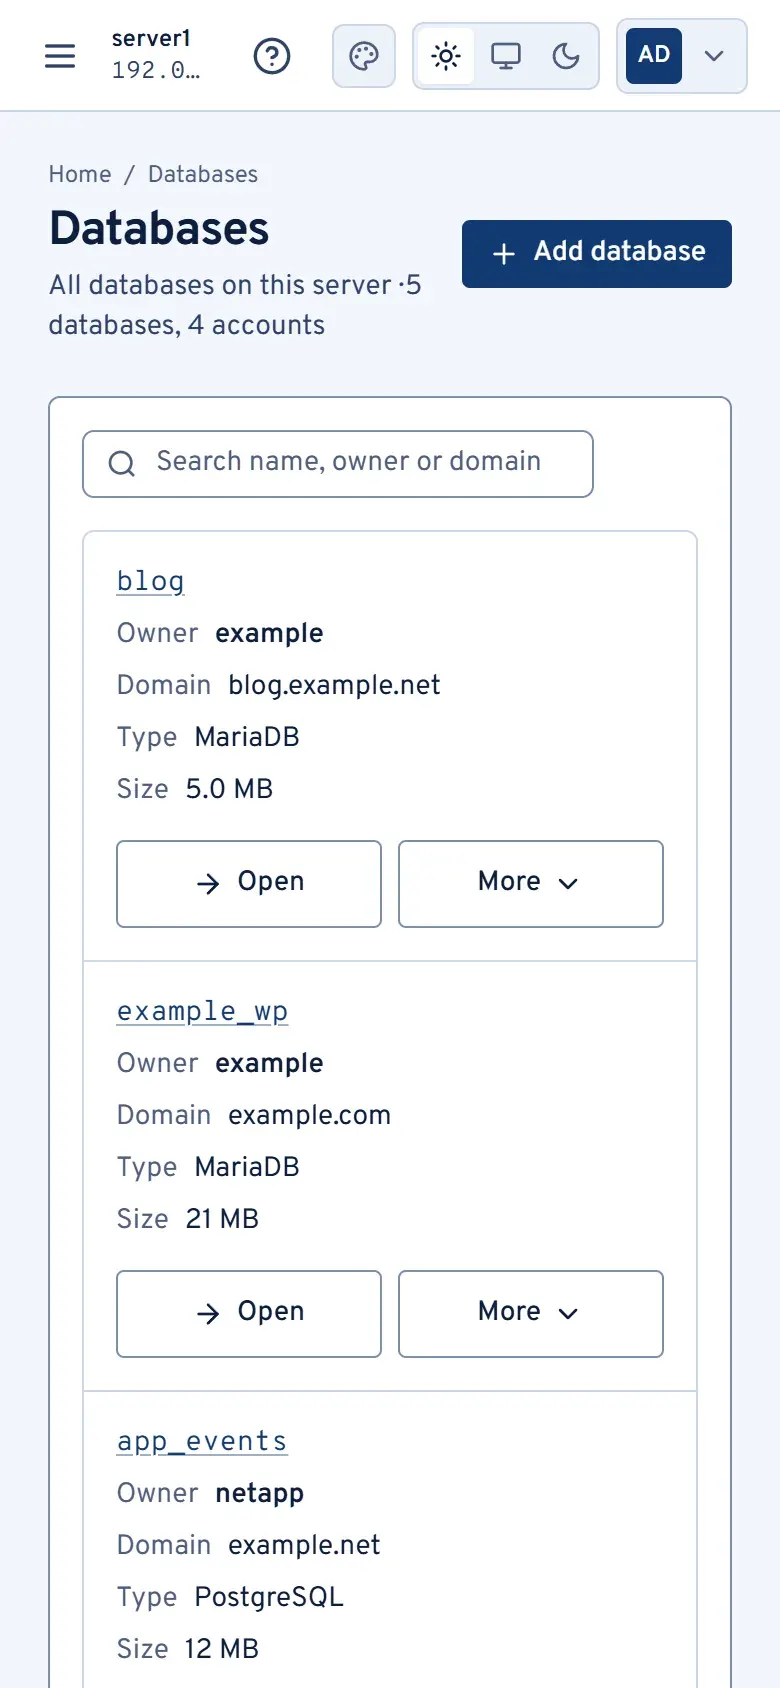 server1
192.0...
AD
Home / Databases
Databases
Add database
All databases on this server ·5
databases, 4 accounts
Search name, owner or domain
blog
Owner example
Domain blog.example.net
Type MariaDB
Size 5.0 MB
Open
More
example_wp
Owner example
Domain example.com
Type MariaDB
Size 21 MB
Open
More
app_events
Owner netapp
Domain example.net
Type PostgreSQL
Size 12 MB